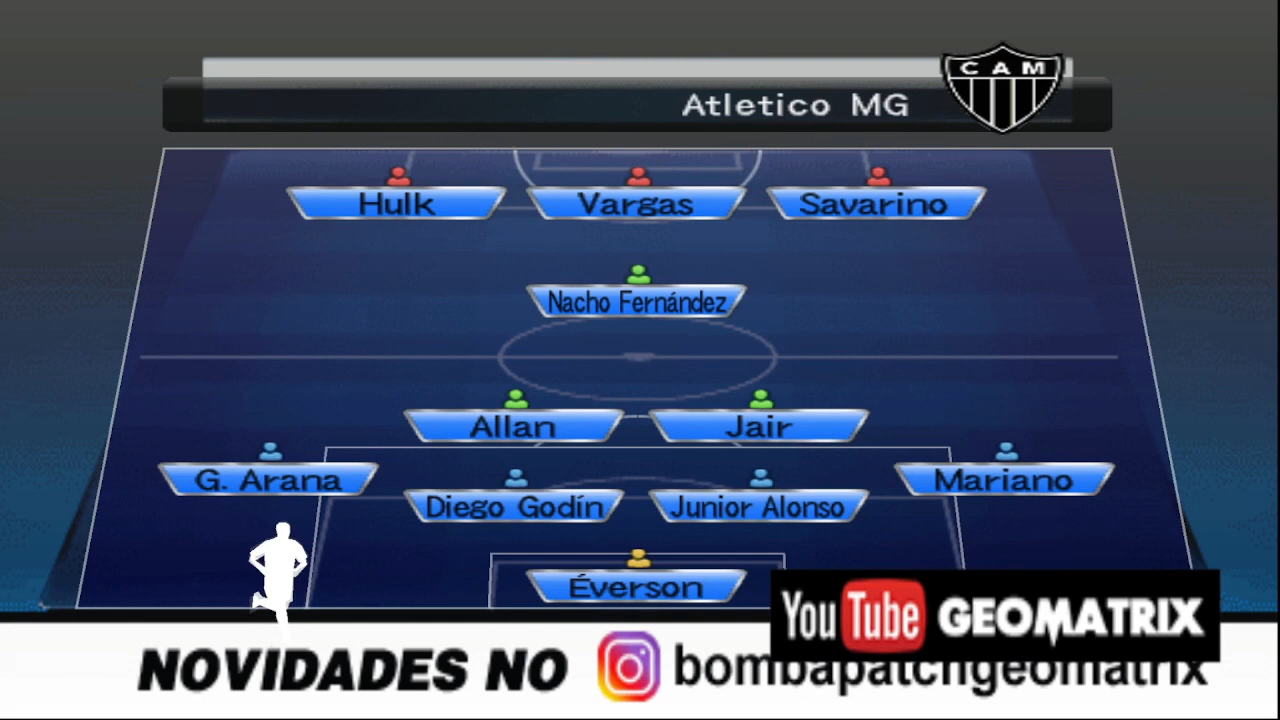 CAM
Atletico MG
Hulk Vargas Savarino
Nacho Fernández
Allan Jair
G. Arana Mariano
Diego Godín Junior Alonso
Éverson
YouTube GEOMATRIX
NOVIDADES NO bombapatchgeomatrix